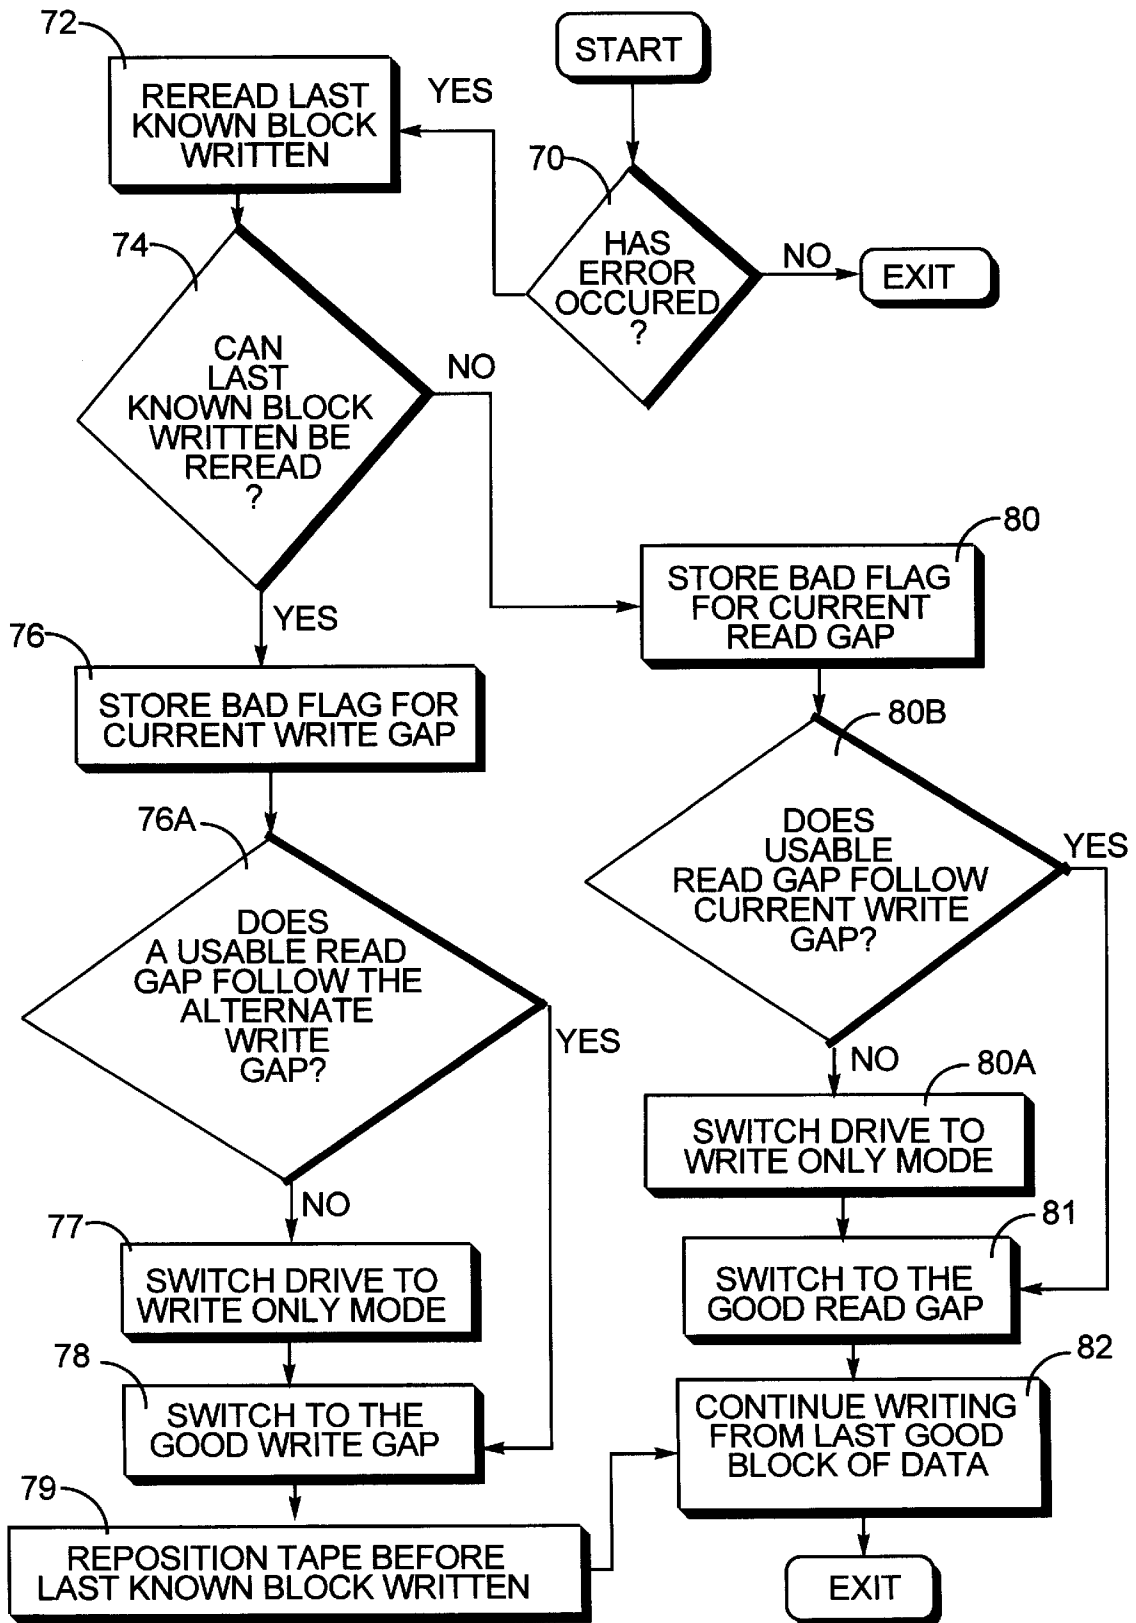 START
70
HAS
ERROR
OCCURED
?
NO
EXIT
YES
72
REREAD LAST
KNOWN BLOCK
WRITTEN
74
CAN
LAST
KNOWN BLOCK
WRITTEN BE
REREAD
?
NO
YES
76
STORE BAD FLAG FOR
CURRENT WRITE GAP
76A
DOES
A USABLE READ
GAP FOLLOW THE
ALTERNATE
WRITE
GAP?
YES
NO
77
SWITCH DRIVE TO
WRITE ONLY MODE
78
SWITCH TO THE
GOOD WRITE GAP
79
REPOSITION TAPE BEFORE
LAST KNOWN BLOCK WRITTEN
80
STORE BAD FLAG
FOR CURRENT
READ GAP
80B
DOES
USABLE
READ GAP FOLLOW
CURRENT WRITE
GAP?
YES
NO
80A
SWITCH DRIVE TO
WRITE ONLY MODE
81
SWITCH TO THE
GOOD READ GAP
82
CONTINUE WRITING
FROM LAST GOOD
BLOCK OF DATA
EXIT